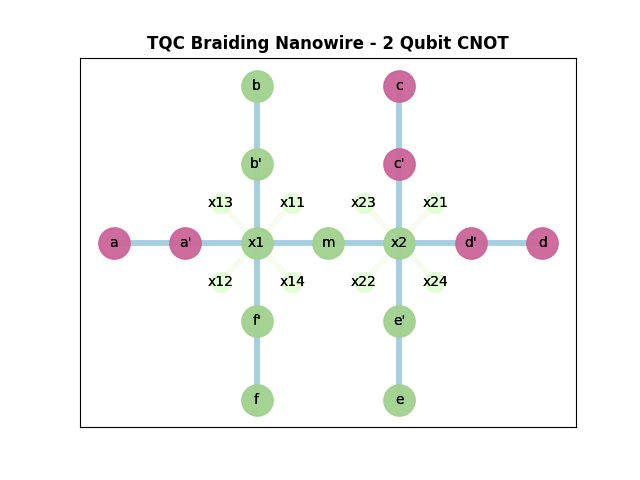 TQC Braiding Nanowire - 2 Qubit CNOT
b c
b' c'
x13 x11 x23 x21
a a' x1 m x2 d' d
x12 x14 x22 x24
f' e'
f e